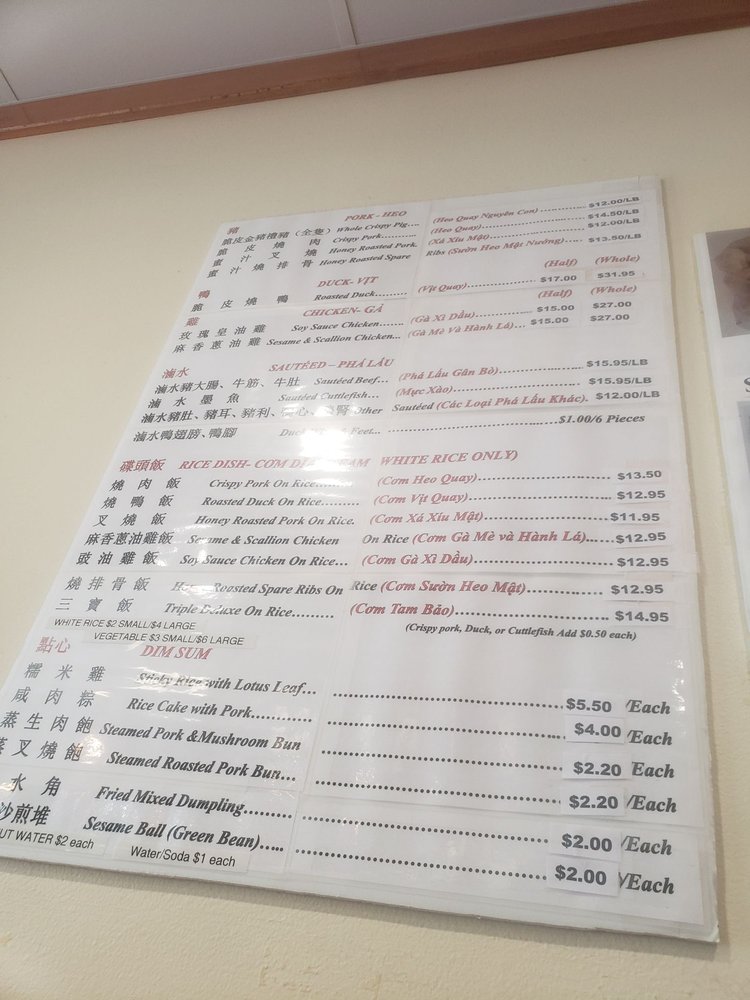 豬 PORK - HEO
脆皮金豬禮豬（全隻） Whole Crispy Pig.... (Heo Quay Nguyên Con)............ $12.00/LB
脆 皮 燒 肉 Crispy Pork.......... (Heo Quay)............ $14.50/LB
蜜 汁 叉 燒 Honey Roasted Pork. (Xá Xíu Mật)............ $12.00/LB
蜜 汁 燒 排 骨 Honey Roasted Spare Ribs (Sườn Heo Mật Nướng)............ $13.50/LB
鴨 DUCK- VỊT (Half) (Whole)
脆 皮 燒 鴨 Roasted Duck......... (Vịt Quay)............ $17.00 $31.95
雞 CHICKEN- GÀ (Half) (Whole)
玫 瑰 皇 油 雞 Soy Sauce Chicken....... (Gà Xì Dầu)............ $15.00 $27.00
麻 香 蔥 油 雞 Sesame & Scallion Chicken... (Gà Mè Và Hành Lá)... $15.00 $27.00
滷水 SAUTÉED – PHÁ LẤU
滷水豬大腸、牛筋、牛肚 Sautéed Beef... (Phá Lấu Gân Bò)............ $15.95/LB
滷 水 墨 魚 Sautéed Cuttlefish... (Mực Xào)............ $15.95/LB
滷水豬肚、豬耳、豬利、 Other Sautéed (Các Loại Phá Lấu Khác). $12.00/LB
滷水鴨翅膀、鴨腳 Duck Feet............ $1.00/6 Pieces
碟頭飯 RICE DISH- CƠM WHITE RICE ONLY)
燒 肉 飯 Crispy Pork On Rice......... (Cơm Heo Quay)............ $13.50
燒 鴨 飯 Roasted Duck On Rice.......... (Cơm Vịt Quay)............ $12.95
叉 燒 飯 Honey Roasted Pork On Rice. (Cơm Xá Xíu Mật)............ $11.95
麻香蔥油雞飯 Sesame & Scallion Chicken On Rice (Cơm Gà Mè và Hành Lá)...... $12.95
豉 油 雞 飯 Soy Sauce Chicken On Rice... (Cơm Gà Xì Dầu)............ $12.95
燒 排 骨 飯 Honey Roasted Spare Ribs On Rice (Cơm Sườn Heo Mật)............ $12.95
三 寶 飯 Triple Deluxe On Rice.......... (Cơm Tam Bảo)............ $14.95
(Crispy pork, Duck, or Cuttlefish Add $0.50 each)
WHITE RICE $2 SMALL/$4 LARGE
VEGETABLE $3 SMALL/$6 LARGE
點心 DIM SUM
糯 米 雞 Sticky Rice with Lotus Leaf... ............ $5.50 /Each
咸 肉 粽 Rice Cake with Pork............ ............ $4.00 /Each
蒸 生 肉 飽 Steamed Pork &Mushroom Bun ............ $2.20 /Each
蒸 叉 燒 飽 Steamed Roasted Pork Bun... ............ $2.20 /Each
水 角 Fried Mixed Dumpling......... ............ $2.00 /Each
沙煎堆 Sesame Ball (Green Bean)..... ............ $2.00 /Each
UT WATER $2 each
Water/Soda $1 each